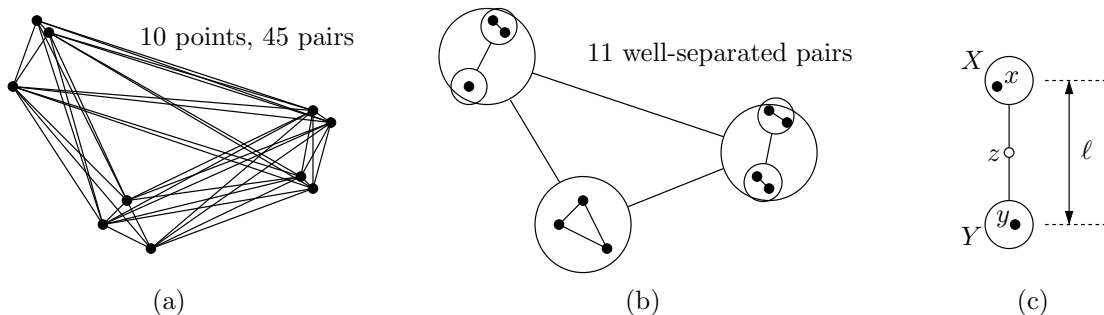 10 points, 45 pairs
11 well-separated pairs
X
x
z
ℓ
y
Y
(a)
(b)
(c)